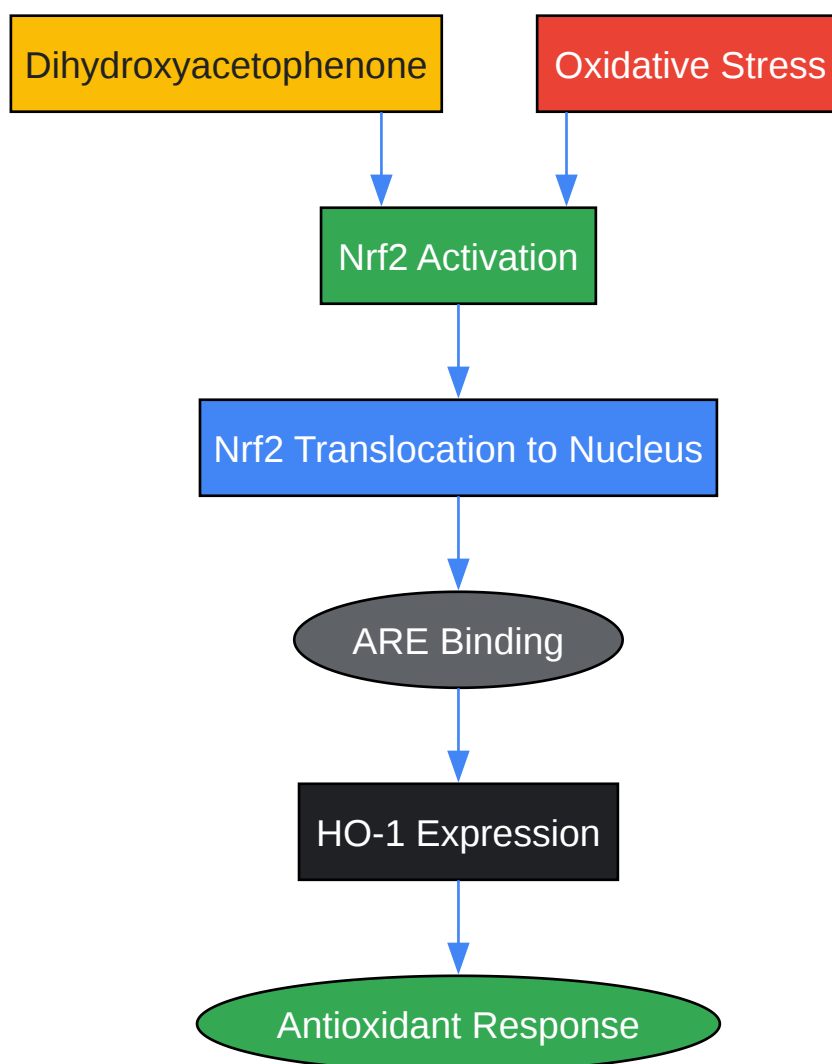 Dihydroxyacetophenone
Oxidative Stress
Nrf2 Activation
Nrf2 Translocation to Nucleus
ARE Binding
HO-1 Expression
Antioxidant Response